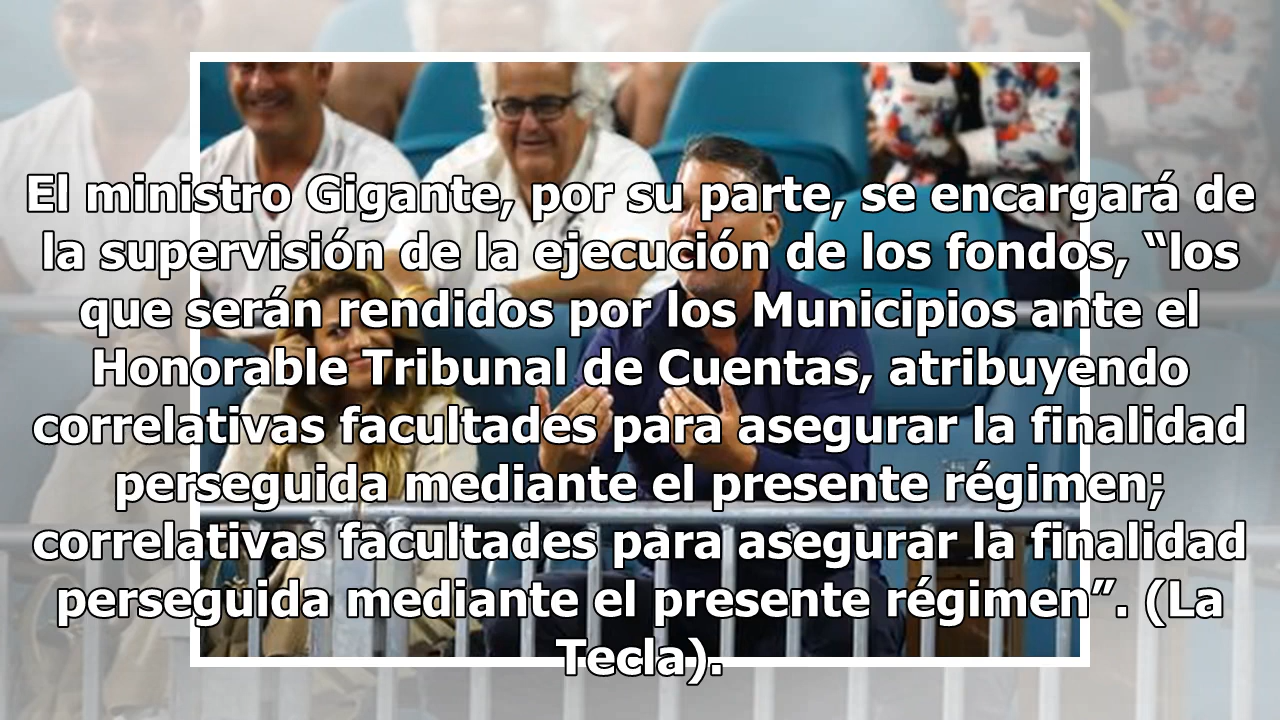 El ministro Gigante, por su parte, se encargará de
la supervisión de la ejecución de los fondos, “los
que serán rendidos por los Municipios ante el
Honorable Tribunal de Cuentas, atribuyendo
correlativas facultades para asegurar la finalidad
perseguida mediante el presente régimen;
correlativas facultades para asegurar la finalidad
perseguida mediante el presente régimen”. (La
Tecla).